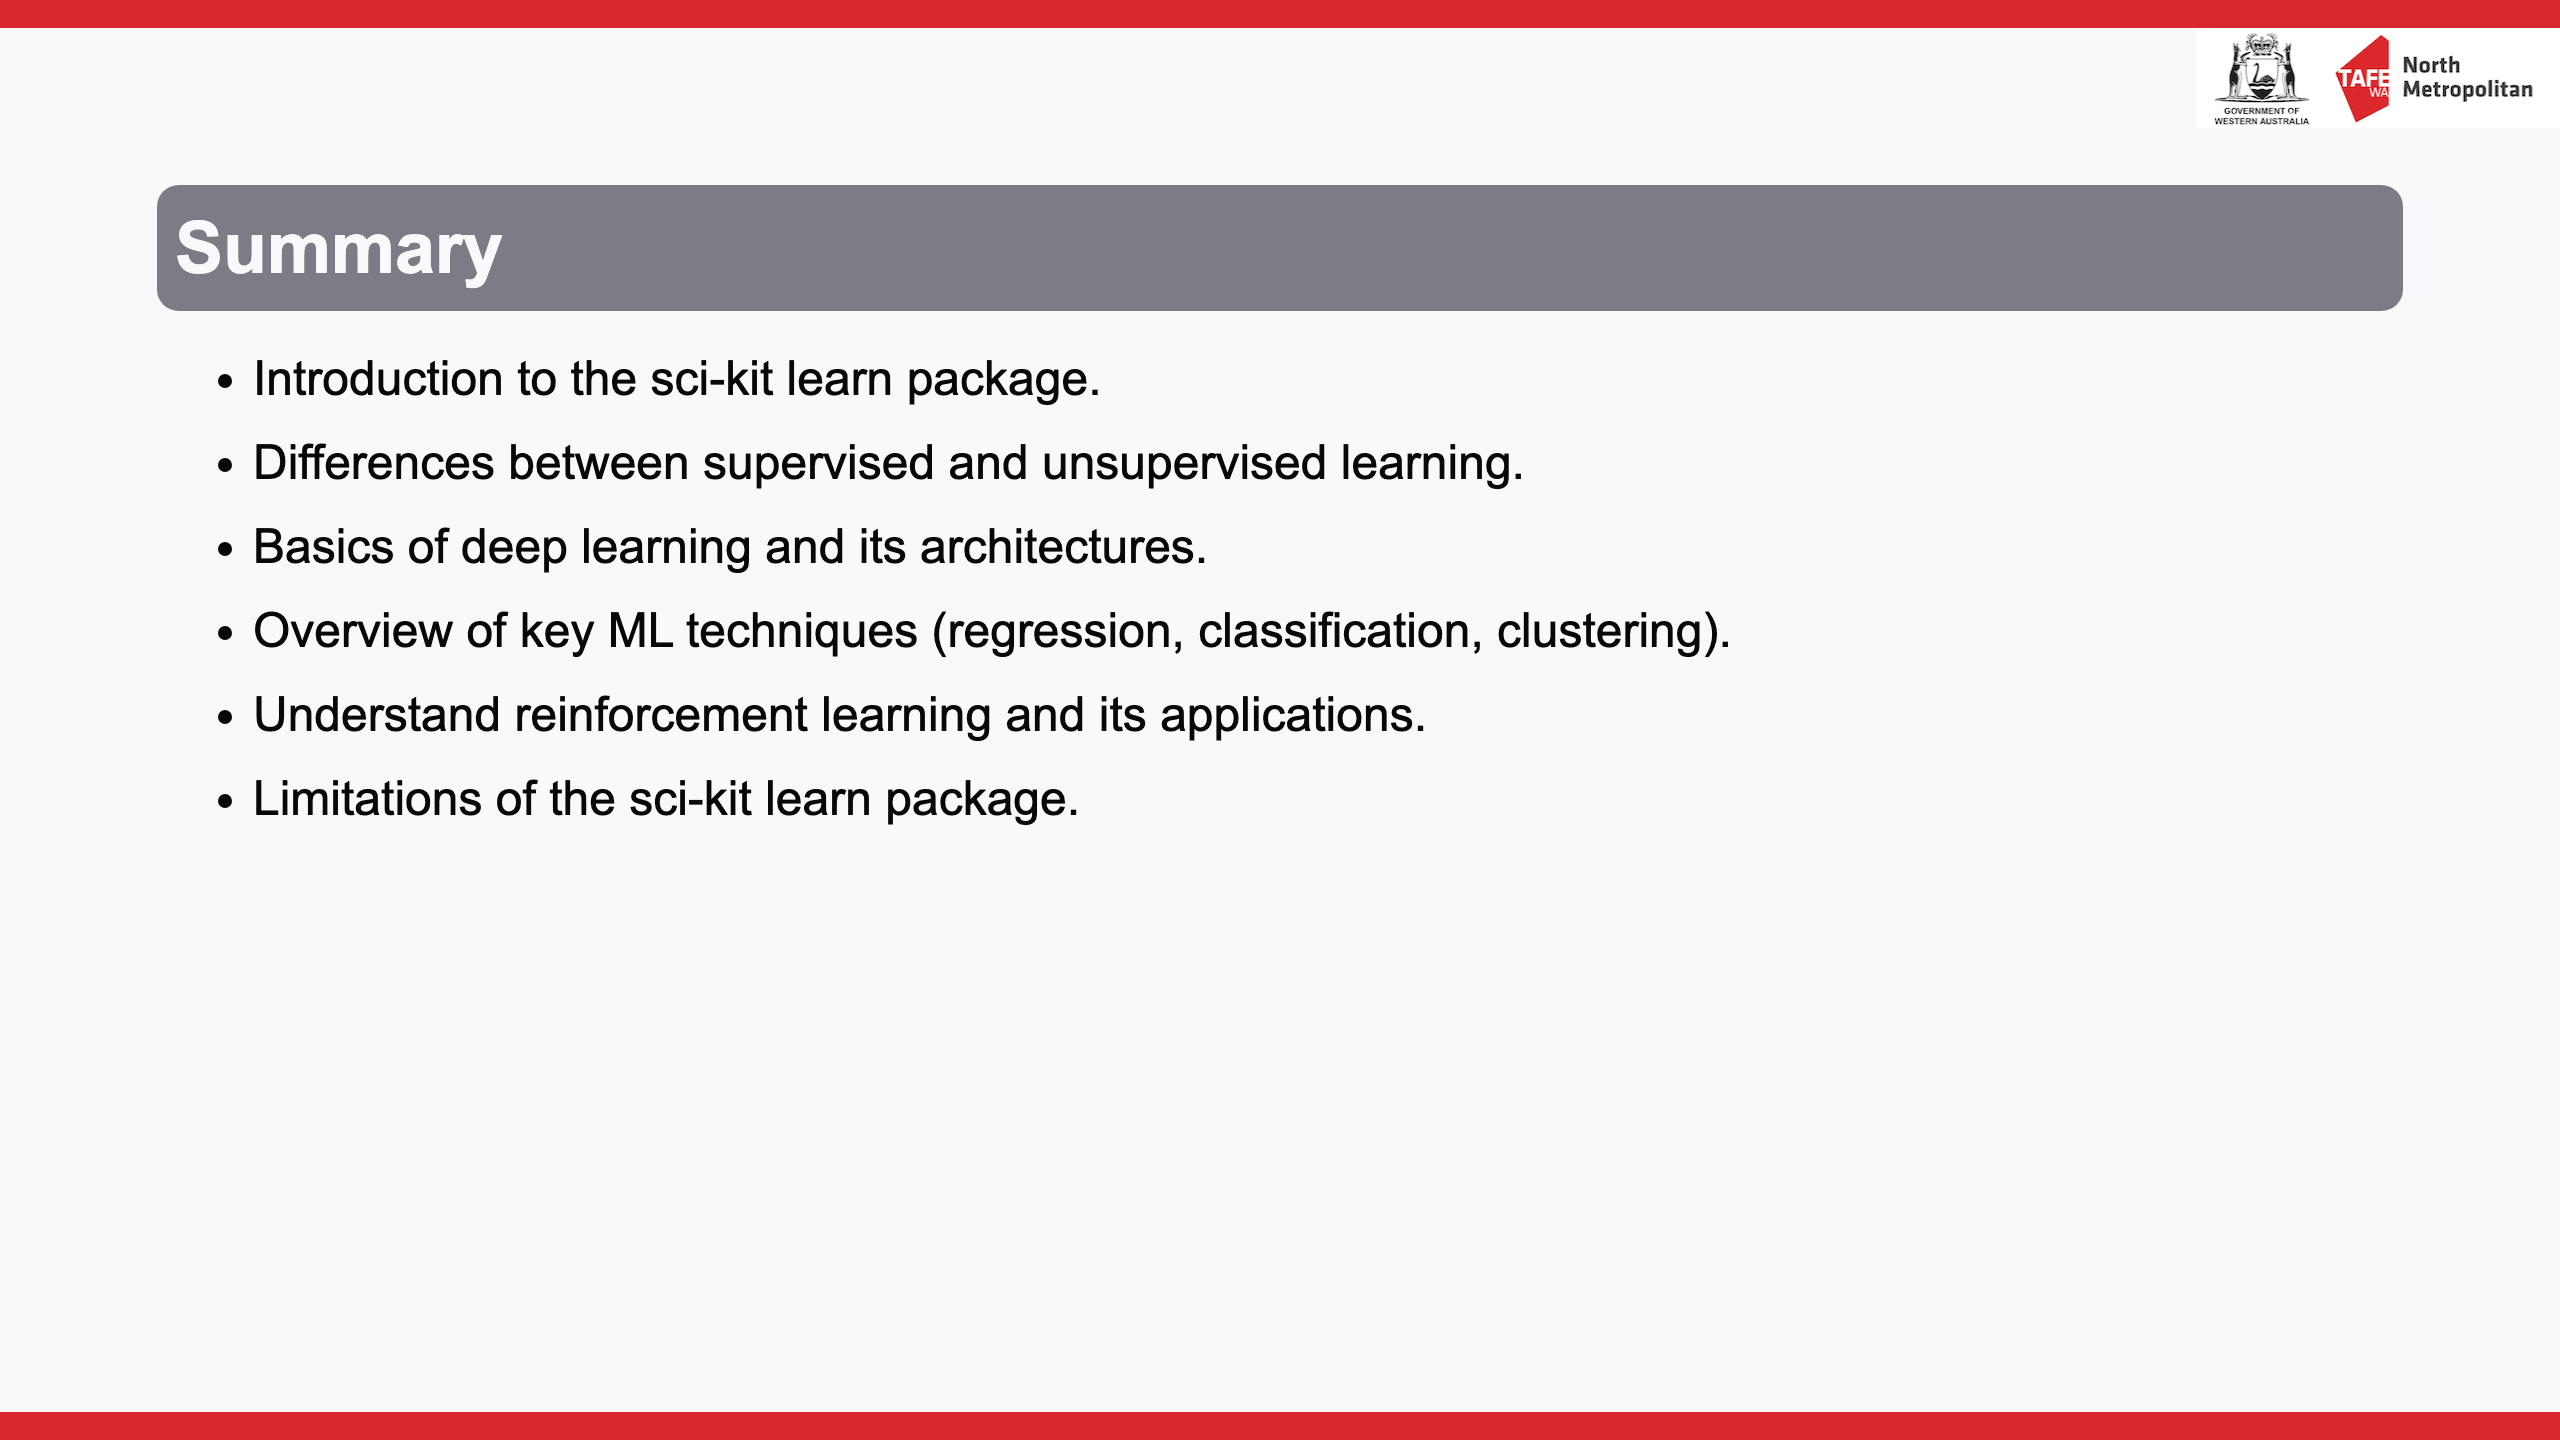 GOVERNMENT OF
WESTERN AUSTRALIA
TAFE
WA
North
Metropolitan
Summary
• Introduction to the sci-kit learn package.
• Differences between supervised and unsupervised learning.
• Basics of deep learning and its architectures.
• Overview of key ML techniques (regression, classification, clustering).
• Understand reinforcement learning and its applications.
• Limitations of the sci-kit learn package.